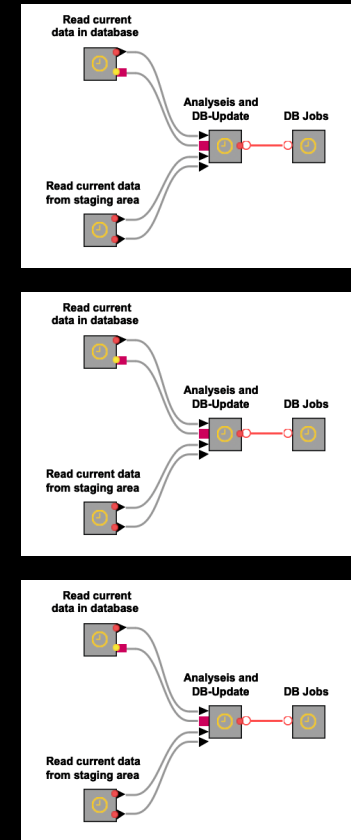 Read current
data in database
Analyseis and
DB-Update
DB Jobs
Read current data
from staging area
Read current
data in database
Analyseis and
DB-Update
DB Jobs
Read current data
from staging area
Read current
data in database
Analyseis and
DB-Update
DB Jobs
Read current data
from staging area